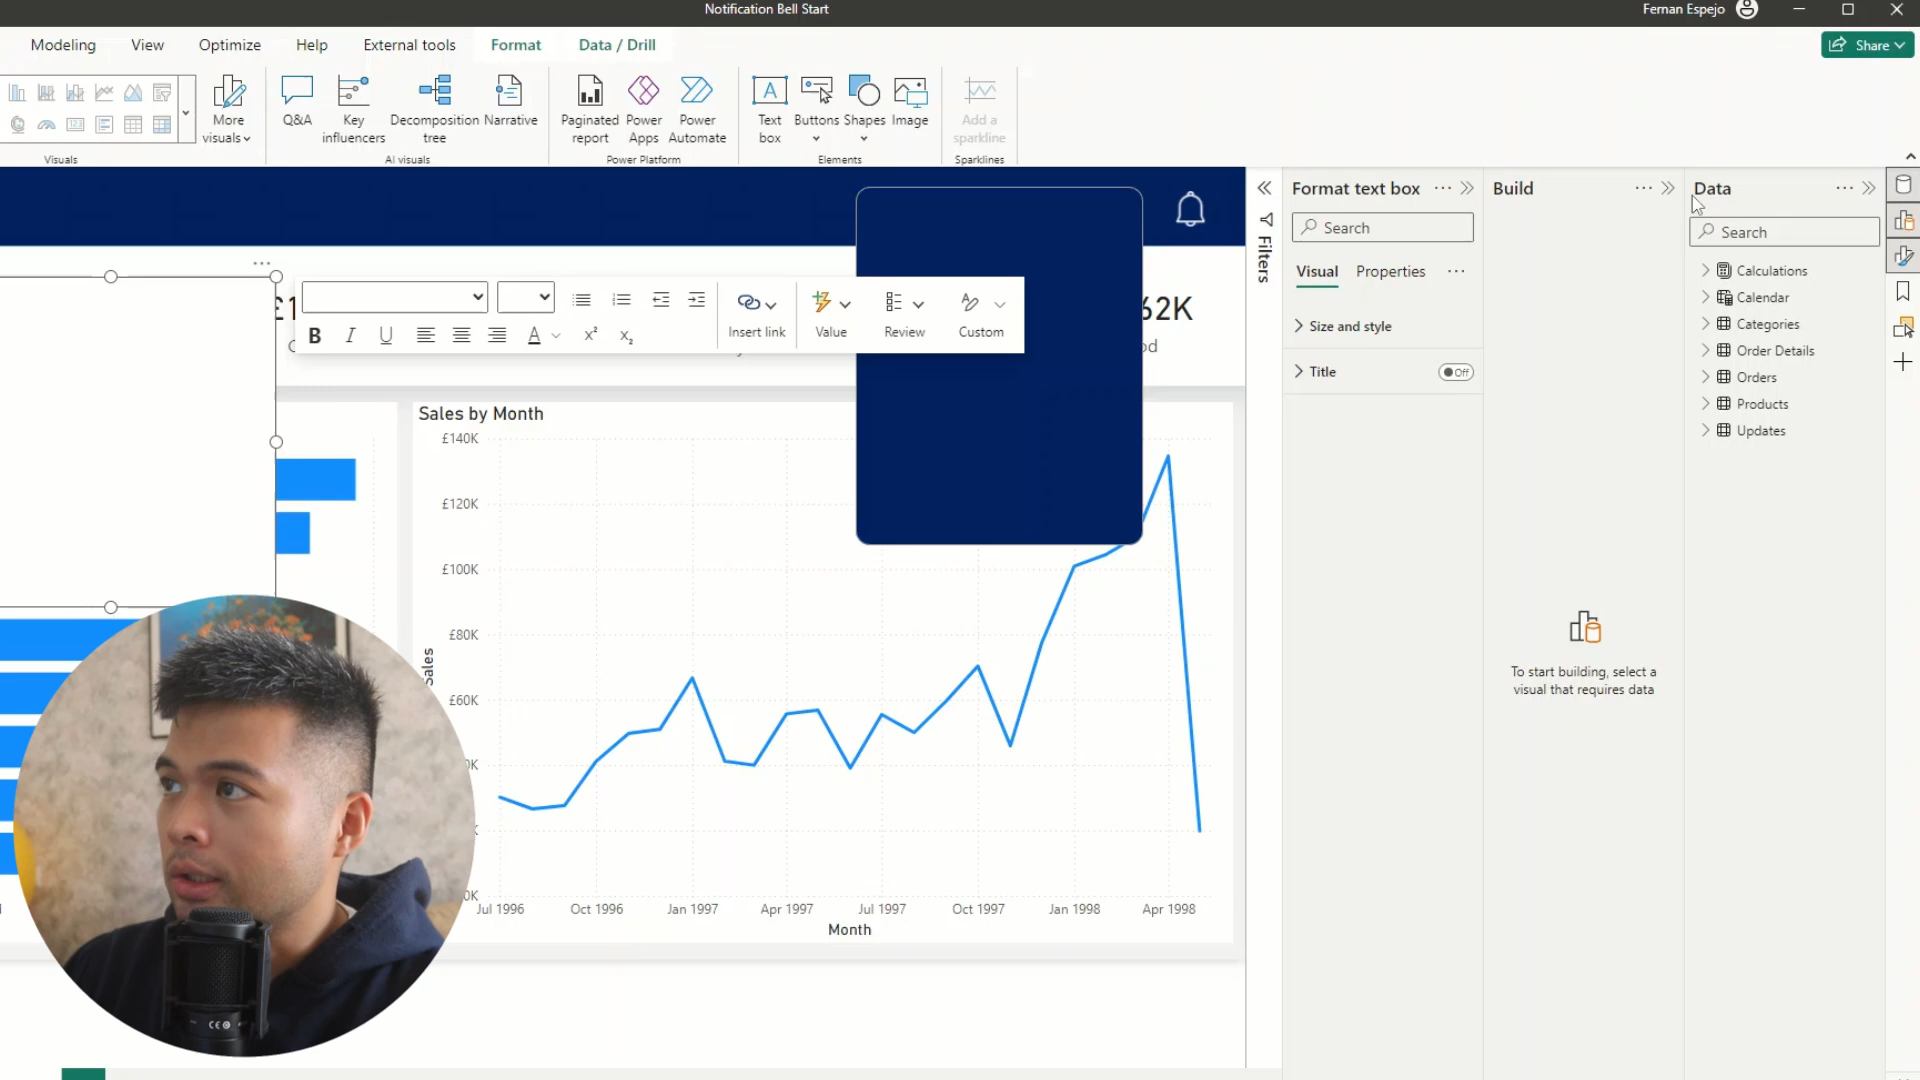 Notification Bell Start
Fernan Espejo
Modeling View Optimize Help External tools Format Data / Drill
Share
More visuals
Q&A
Key influencers
Decomposition tree
Narrative
Paginated report
Power Apps
Power Automate
Text box
Buttons
Shapes
Image
Add a sparkline
Visuals
AI visuals
Power Platform
Elements
Sparklines
Format text box
Build
Data
Search
Search
Filters
Visual
Properties
Calculations
Calendar
Categories
Order Details
Orders
Products
Updates
Size and style
Title
Off
Insert link
Value
Review
Custom
B I U
A
£1
62K
od
Sales by Month
£140K
£120K
£100K
£80K
£60K
0K
K
0K
Sales
Jul 1996
Oct 1996
Jan 1997
Apr 1997
Jul 1997
Oct 1997
Jan 1998
Apr 1998
Month
To start building, select a
visual that requires data